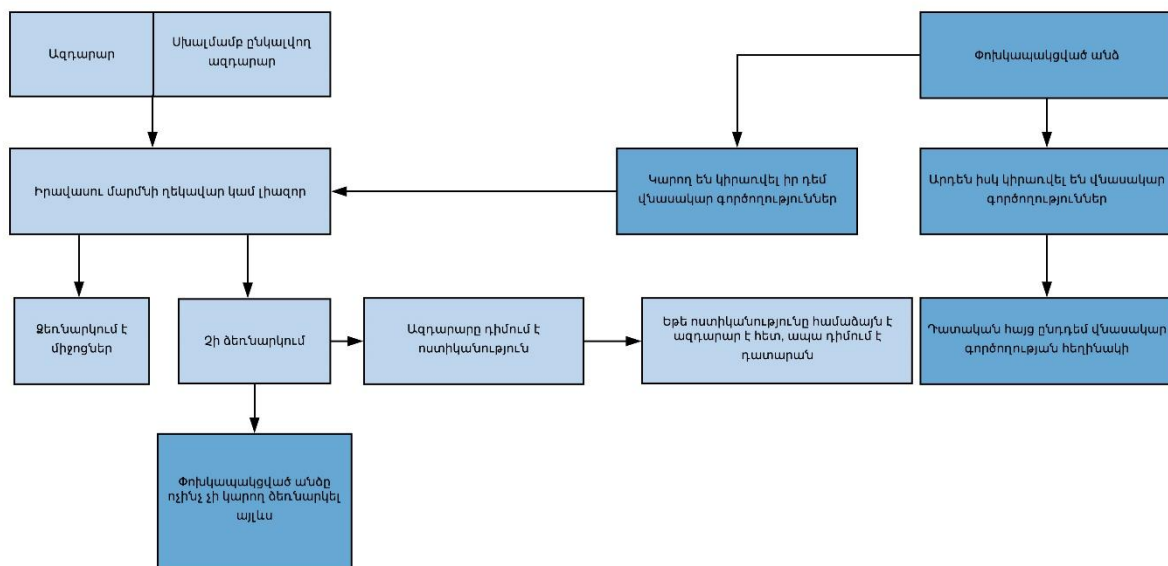 Ազդարար
Սխալմամբ ընկալվող
ազդարար
Փոխկապակցված անձ
Իրավասու մարմնի ղեկավար կամ լիազոր
Կարող են կիրառվել իր դեմ
վնասակար գործողություններ
Արդեն իսկ կիրառվել են վնասակար
գործողություններ
Ձեռնարկում է
միջոցներ
Չի ձեռնարկում
Ազդարարը դիմում է
ոստիկանություն
Եթե ոստիկանությունը համաձայն է
ազդարար է հետ, ապա դիմում է
դատարան
Դատական հայց ընդդեմ վնասակար
գործողության հեղինակի
Փոխկապակցված անձը
ոչինչ չի կարող ձեռնարկել
այլևս